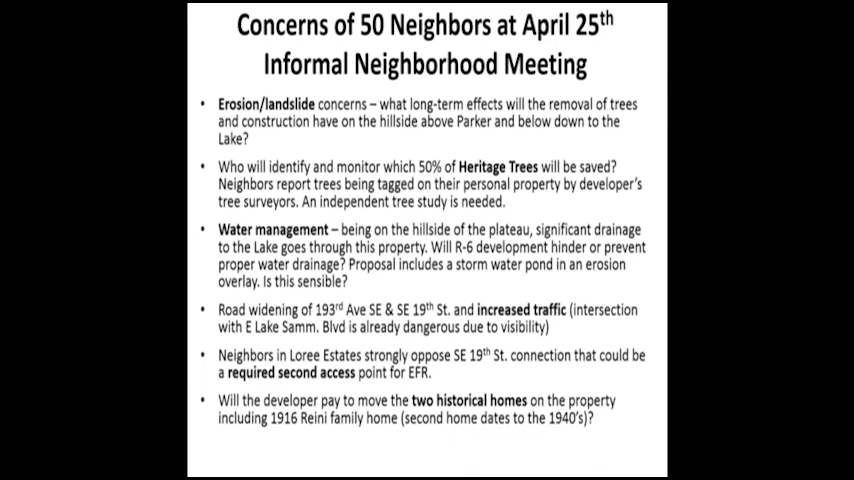 Concerns of 50 Neighbors at April 25th
Informal Neighborhood Meeting
• Erosion/landslide concerns – what long-term effects will the removal of trees
and construction have on the hillside above Parker and below down to the
Lake?
• Who will identify and monitor which 50% of Heritage Trees will be saved?
Neighbors report trees being tagged on their personal property by developer's
tree surveyors. An independent tree study is needed.
• Water management – being on the hillside of the plateau, significant drainage
to the Lake goes through this property. Will R-6 development hinder or prevent
proper water drainage? Proposal includes a storm water pond in an erosion
overlay. Is this sensible?
• Road widening of 193rd Ave SE & SE 19th St. and increased traffic (intersection
with E Lake Samm. Blvd is already dangerous due to visibility)
• Neighbors in Loree Estates strongly oppose SE 19th St. connection that could be
a required second access point for EFR.
• Will the developer pay to move the two historical homes on the property
including 1916 Reini family home (second home dates to the 1940's)?